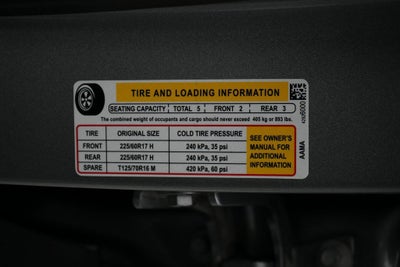 TIRE AND LOADING INFORMATION
SEATING CAPACITY TOTAL 5 FRONT 2 REAR 3
The combined weight of occupants and cargo should never exceed 405 kg or 893 lbs.
TIRE ORIGINAL SIZE COLD TIRE PRESSURE
FRONT 225/60R17 H 240 kPa, 35 psi
REAR 225/60R17 H 240 kPa, 35 psi
SPARE T125/70R16 M 420 kPa, 60 psi
SEE OWNER'S
MANUAL FOR
ADDITIONAL
INFORMATION
AAMA